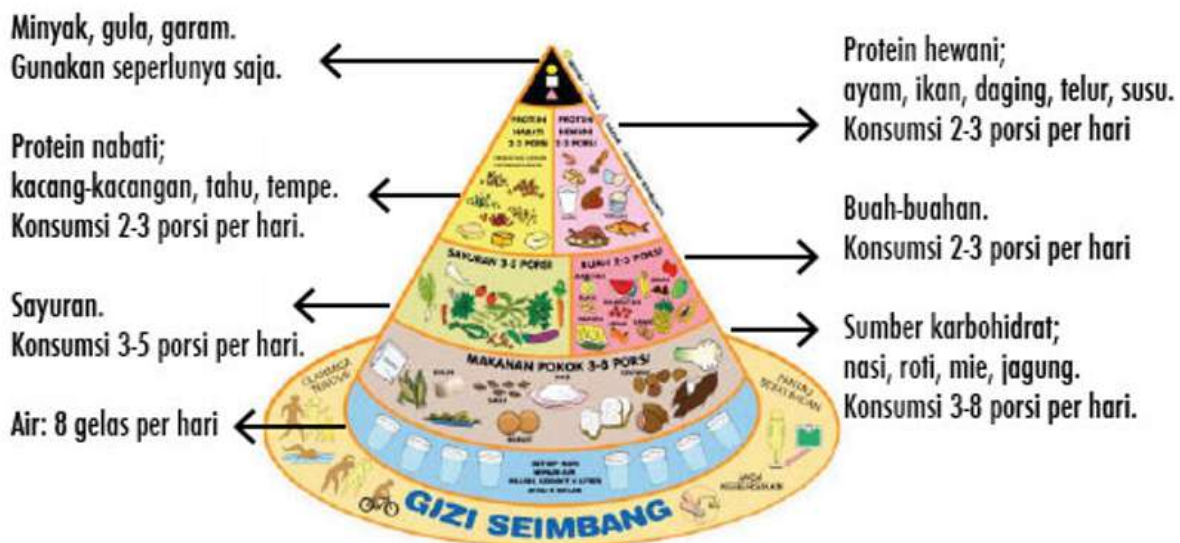 Minyak, gula, garam.
Gunakan seperlunya saja.
Protein nabati;
kacang-kacangan, tahu, tempe.
Konsumsi 2-3 porsi per hari.
Sayuran.
Konsumsi 3-5 porsi per hari.
Air: 8 gelas per hari
Protein hewani;
ayam, ikan, daging, telur, susu.
Konsumsi 2-3 porsi per hari
Buah-buahan.
Konsumsi 2-3 porsi per hari
Sumber karbohidrat;
nasi, roti, mie, jagung.
Konsumsi 3-8 porsi per hari.
PROTEIN
NABATI
2-3 PORSI
PROTEIN
HEWANI
2-3 PORSI
SAYURAN 3-5 PORSI
BUAH 2-3 PORSI
MAKANAN POKOK 3-8 PORSI
GIZI SEIMBANG